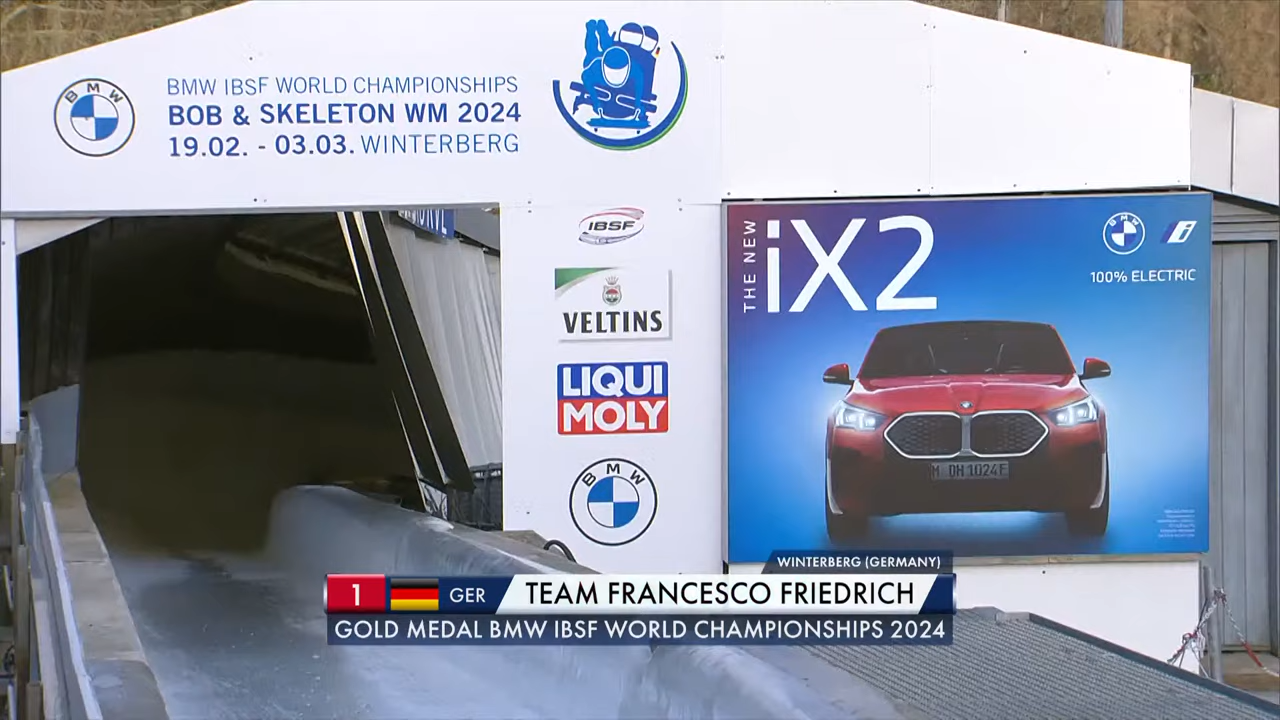 BMW
BMW IBSF WORLD CHAMPIONSHIPS
BOB & SKELETON WM 2024
19.02. - 03.03. WINTERBERG
IBSF
VELTINS
LIQUI
MOLY
BMW
THE NEW
iX2
BMW
i
100% ELECTRIC
M DH 1024E
WINTERBERG (GERMANY)
1 GER TEAM FRANCESCO FRIEDRICH
GOLD MEDAL BMW IBSF WORLD CHAMPIONSHIPS 2024